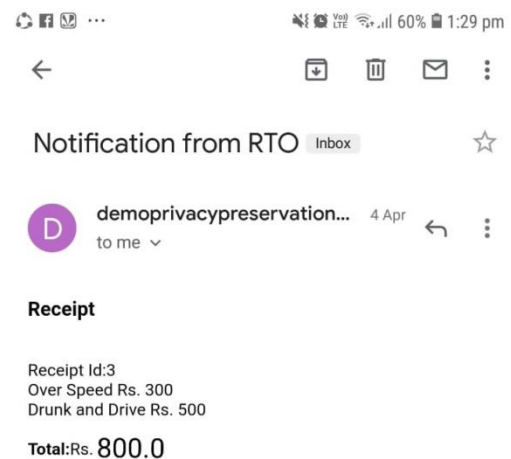 60% 1:29 pm
Notification from RTO Inbox
D demoprivacypreservation... 4 Apr
to me
Receipt
Receipt Id:3
Over Speed Rs. 300
Drunk and Drive Rs. 500
Total:Rs. 800.0